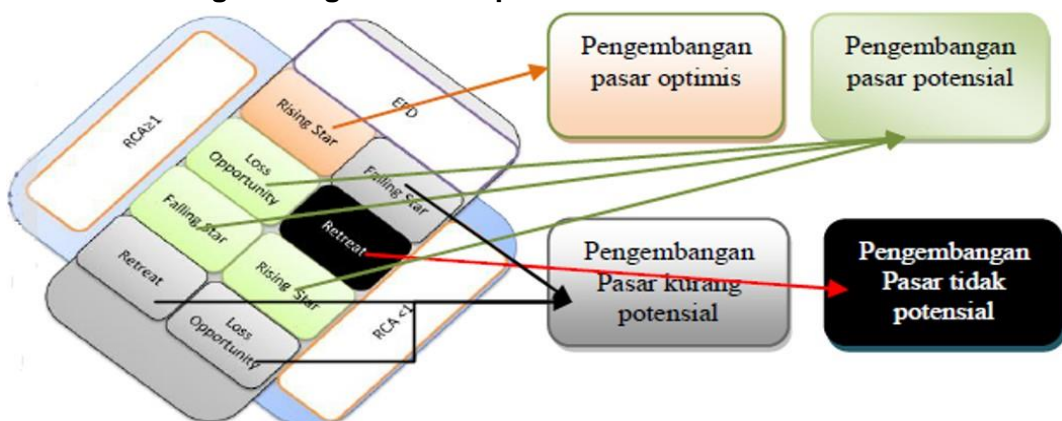 Pengembangan
pasar optimis
Pengembangan
pasar potensial
EPD
RCA≥1
Rising Star
Loss
Opportunity
Falling Star
Falling Star
Retreat
Retreat
Rising Star
Loss
Opportunity
RCA <1
Pengembangan
Pasar kurang
potensial
Pengembangan
Pasar tidak
potensial